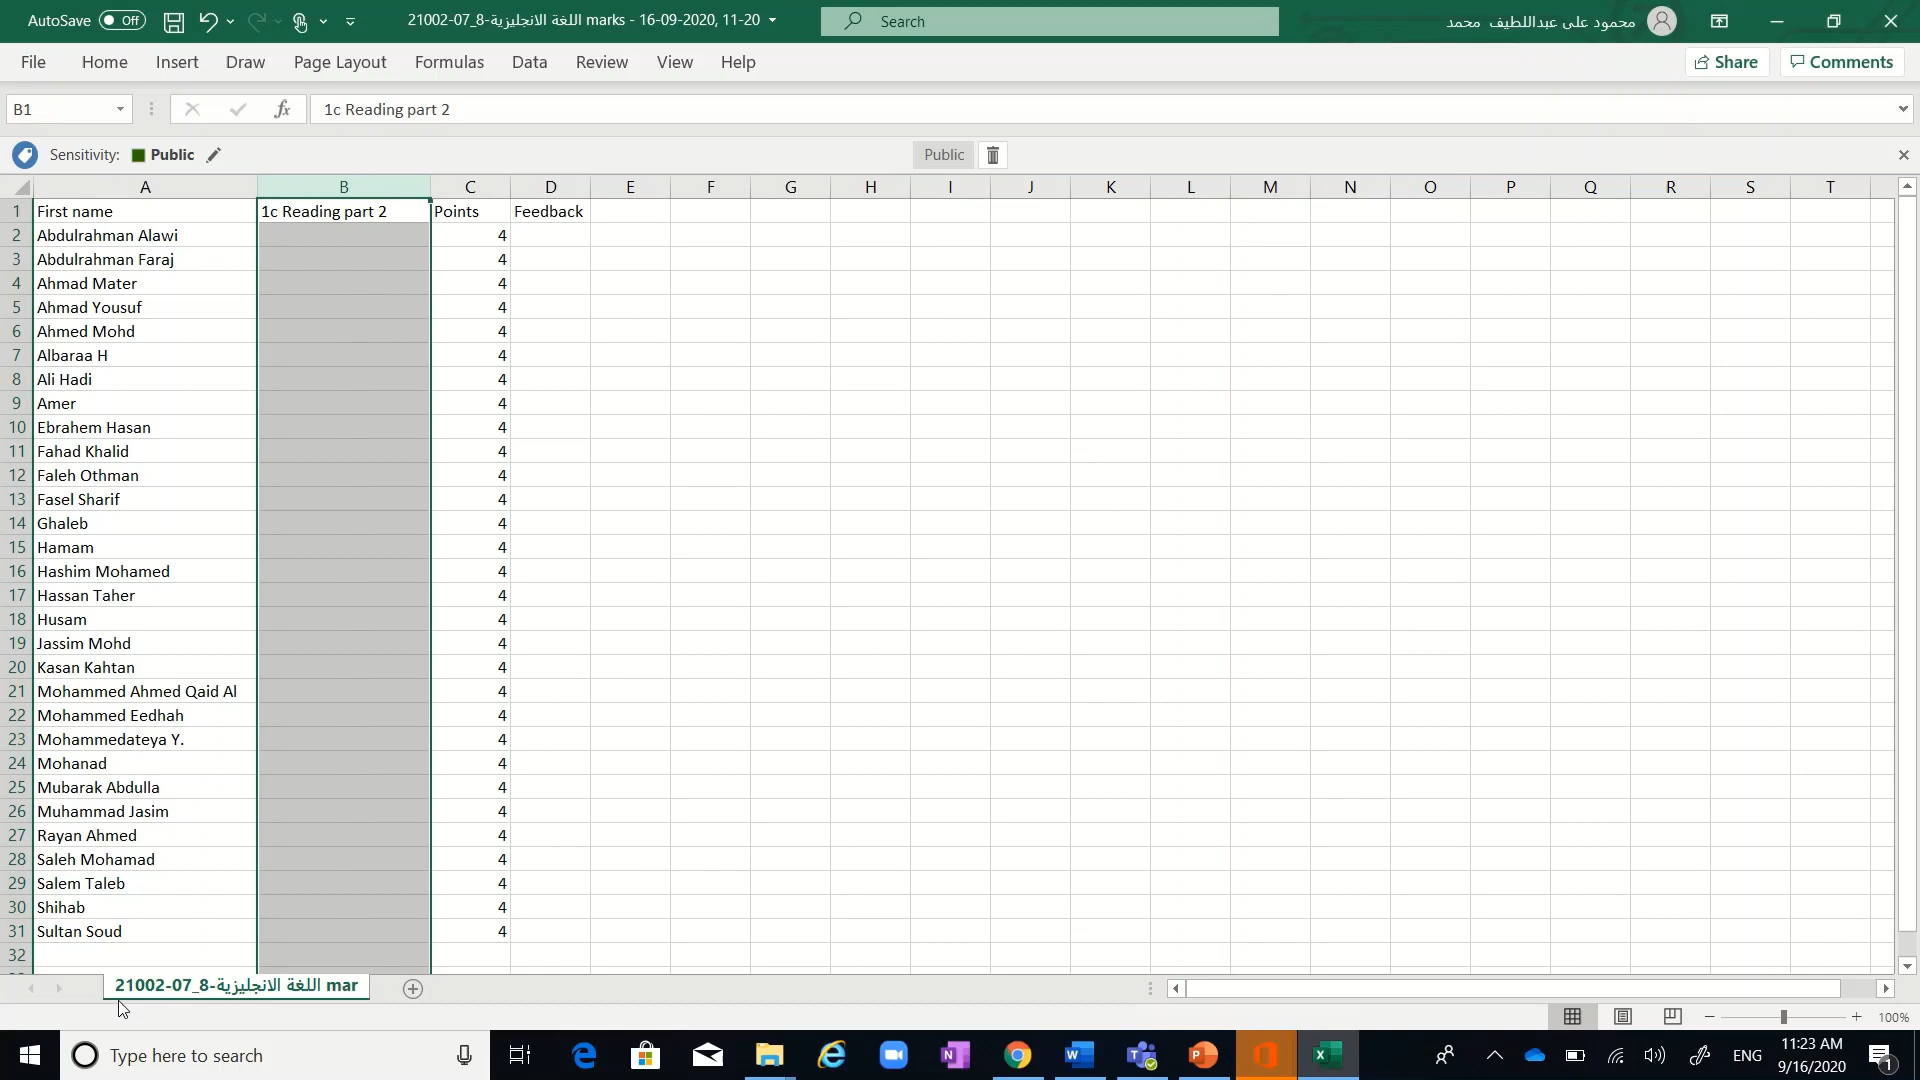 AutoSave Off 21002-07_8-اللغة الانجليزية marks - 16-09-2020, 11-20 Search محمود على عبداللطيف محمد
File Home Insert Draw Page Layout Formulas Data Review View Help Share Comments
B1 fx 1c Reading part 2
Sensitivity: Public Public
A B C D E F G H I J K L M N O P Q R S T
1 First name 1c Reading part 2 Points Feedback
2 Abdulrahman Alawi 4
3 Abdulrahman Faraj 4
4 Ahmad Mater 4
5 Ahmad Yousuf 4
6 Ahmed Mohd 4
7 Albaraa H 4
8 Ali Hadi 4
9 Amer 4
10 Ebrahem Hasan 4
11 Fahad Khalid 4
12 Faleh Othman 4
13 Fasel Sharif 4
14 Ghaleb 4
15 Hamam 4
16 Hashim Mohamed 4
17 Hassan Taher 4
18 Husam 4
19 Jassim Mohd 4
20 Kasan Kahtan 4
21 Mohammed Ahmed Qaid Al 4
22 Mohammed Eedhah 4
23 Mohammedateya Y. 4
24 Mohanad 4
25 Mubarak Abdulla 4
26 Muhammad Jasim 4
27 Rayan Ahmed 4
28 Saleh Mohamad 4
29 Salem Taleb 4
30 Shihab 4
31 Sultan Soud 4
32
21002-07_8-اللغة الانجليزية mar
100%
Type here to search ENG 11:23 AM
9/16/2020 1